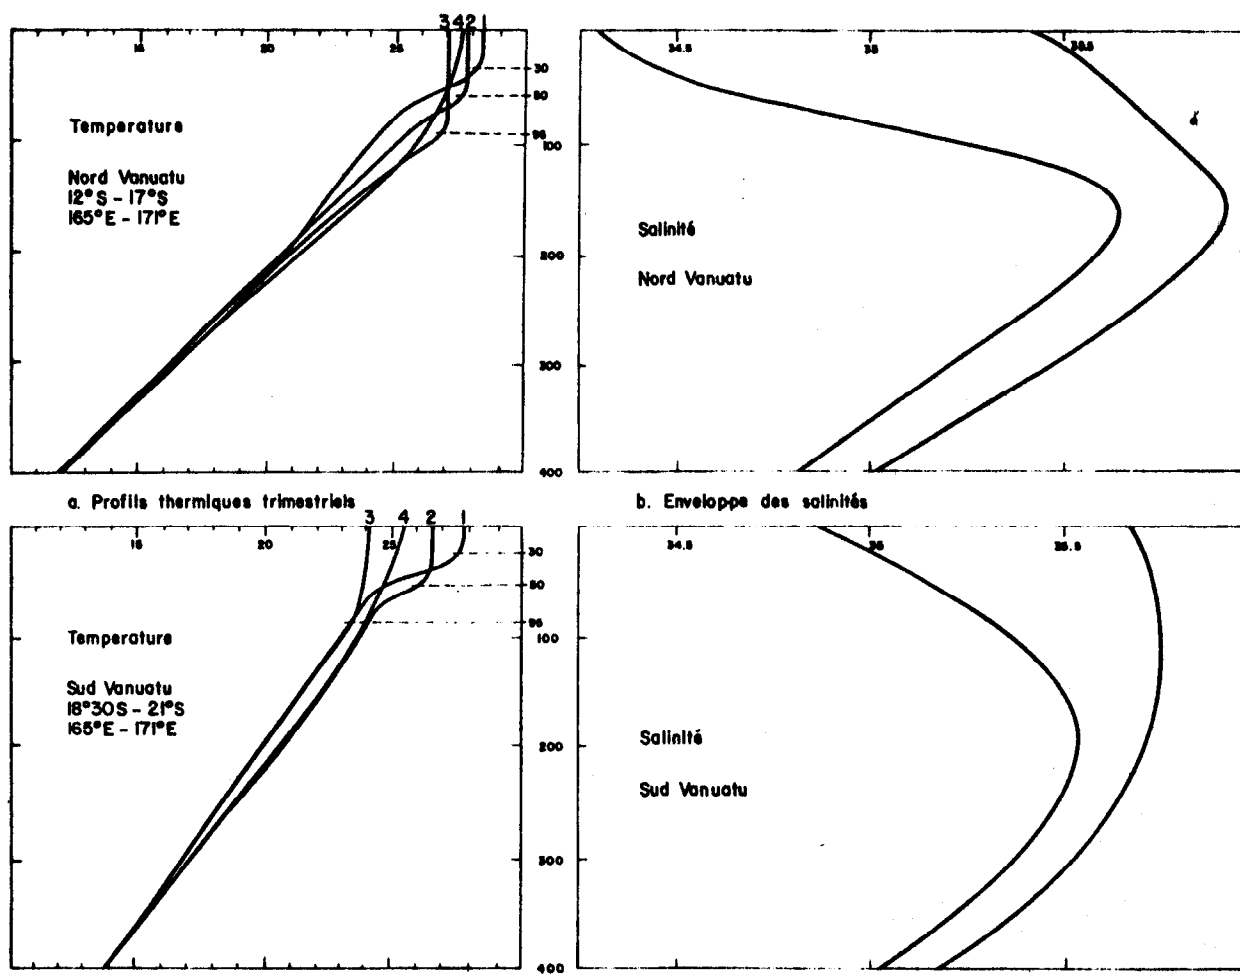 3 4 2 1
15 20 25
30
50
95
100
200
300
400
Temperature
Nord Vanuatu
12°S - 17°S
165°E - 171°E
34.5 35 35.5
Salinité
Nord Vanuatu
a. Profils thermiques trimestriels
b. Enveloppe des salinités
3 4 2 1
15 20 25
30
50
95
100
200
300
400
Temperature
Sud Vanuatu
18°30S - 21°S
165°E - 171°E
34.5 35 35.5
Salinité
Sud Vanuatu